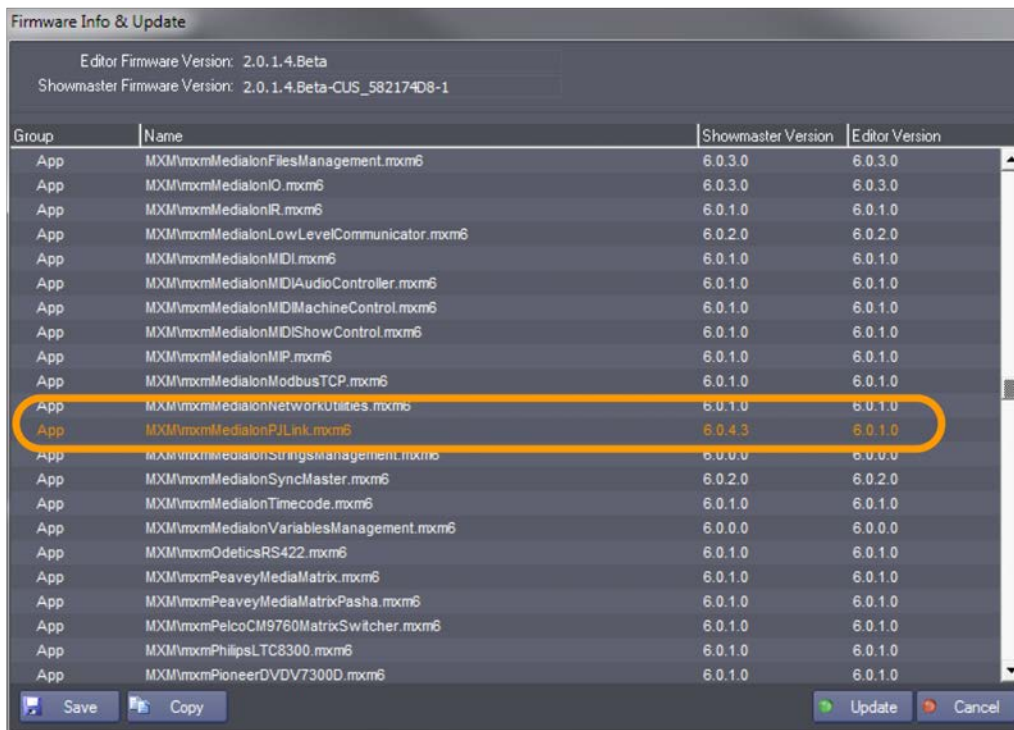 Firmware Info & Update
Editor Firmware Version: 2.0.1.4.Beta
Showmaster Firmware Version: 2.0.1.4.Beta-CUS_582174D8-1
Group Name Showmaster Version Editor Version
App MXM\mxmMedialonFilesManagement.mxm6 6.0.3.0 6.0.3.0
App MXM\mxmMedialonIO.mxm6 6.0.3.0 6.0.3.0
App MXM\mxmMedialonIR.mxm6 6.0.1.0 6.0.1.0
App MXM\mxmMedialonLowLevelCommunicator.mxm6 6.0.2.0 6.0.2.0
App MXM\mxmMedialonMIDI.mxm6 6.0.1.0 6.0.1.0
App MXM\mxmMedialonMIDIAudioController.mxm6 6.0.1.0 6.0.1.0
App MXM\mxmMedialonMIDIMachineControl.mxm6 6.0.1.0 6.0.1.0
App MXM\mxmMedialonMIDIShowControl.mxm6 6.0.1.0 6.0.1.0
App MXM\mxmMedialonMIP.mxm6 6.0.1.0 6.0.1.0
App MXM\mxmMedialonModbusTCP.mxm6 6.0.1.0 6.0.1.0
App MXM\mxmMedialonNetworkUtilities.mxm6 6.0.1.0 6.0.1.0
App MXM\mxmMedialonPJLink.mxm6 6.0.4.3 6.0.1.0
App MXM\mxmMedialonStringsManagement.mxm6 6.0.0.0 6.0.0.0
App MXM\mxmMedialonSyncMaster.mxm6 6.0.2.0 6.0.2.0
App MXM\mxmMedialonTimecode.mxm6 6.0.1.0 6.0.1.0
App MXM\mxmMedialonVariablesManagement.mxm6 6.0.0.0 6.0.0.0
App MXM\mxmOdeticsRS422.mxm6 6.0.1.0 6.0.1.0
App MXM\mxmPeaveyMediaMatrix.mxm6 6.0.1.0 6.0.1.0
App MXM\mxmPeaveyMediaMatrixPasha.mxm6 6.0.1.0 6.0.1.0
App MXM\mxmPelcoCM9760MatrixSwitcher.mxm6 6.0.1.0 6.0.1.0
App MXM\mxmPhilipsLTC8300.mxm6 6.0.1.0 6.0.1.0
App MXM\mxmPioneerDVDV7300D.mxm6 6.0.1.0 6.0.1.0
Save Copy Update Cancel